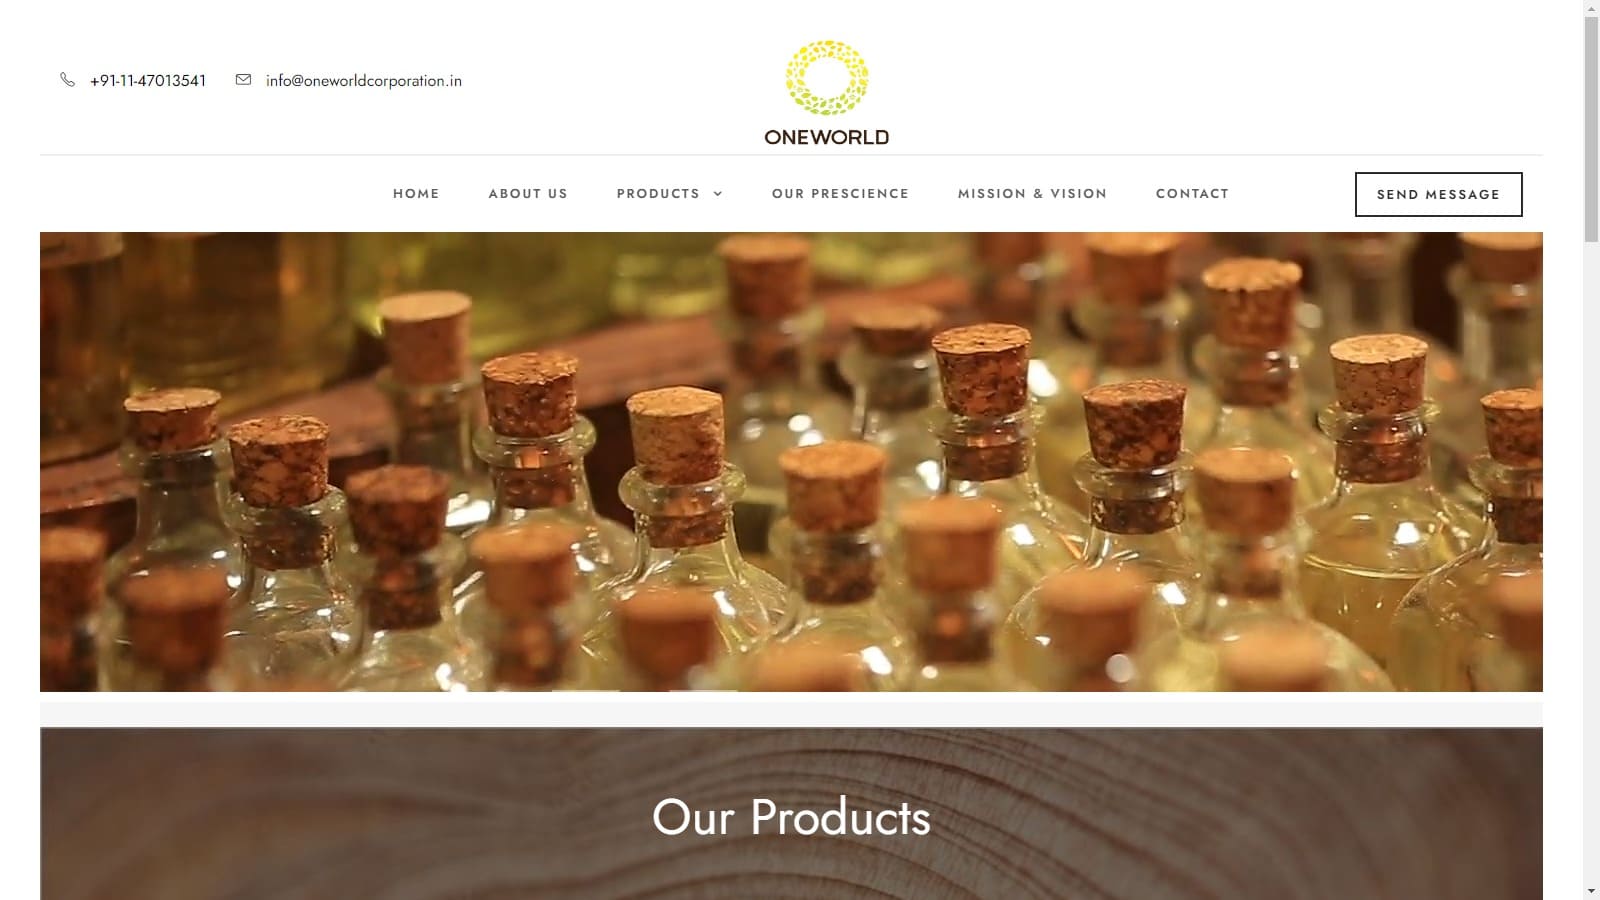 +91-11-47013541
info@oneworldcorporation.in
ONEWORLD
HOME
ABOUT US
PRODUCTS
OUR PRESCIENCE
MISSION & VISION
CONTACT
SEND MESSAGE
Our Products